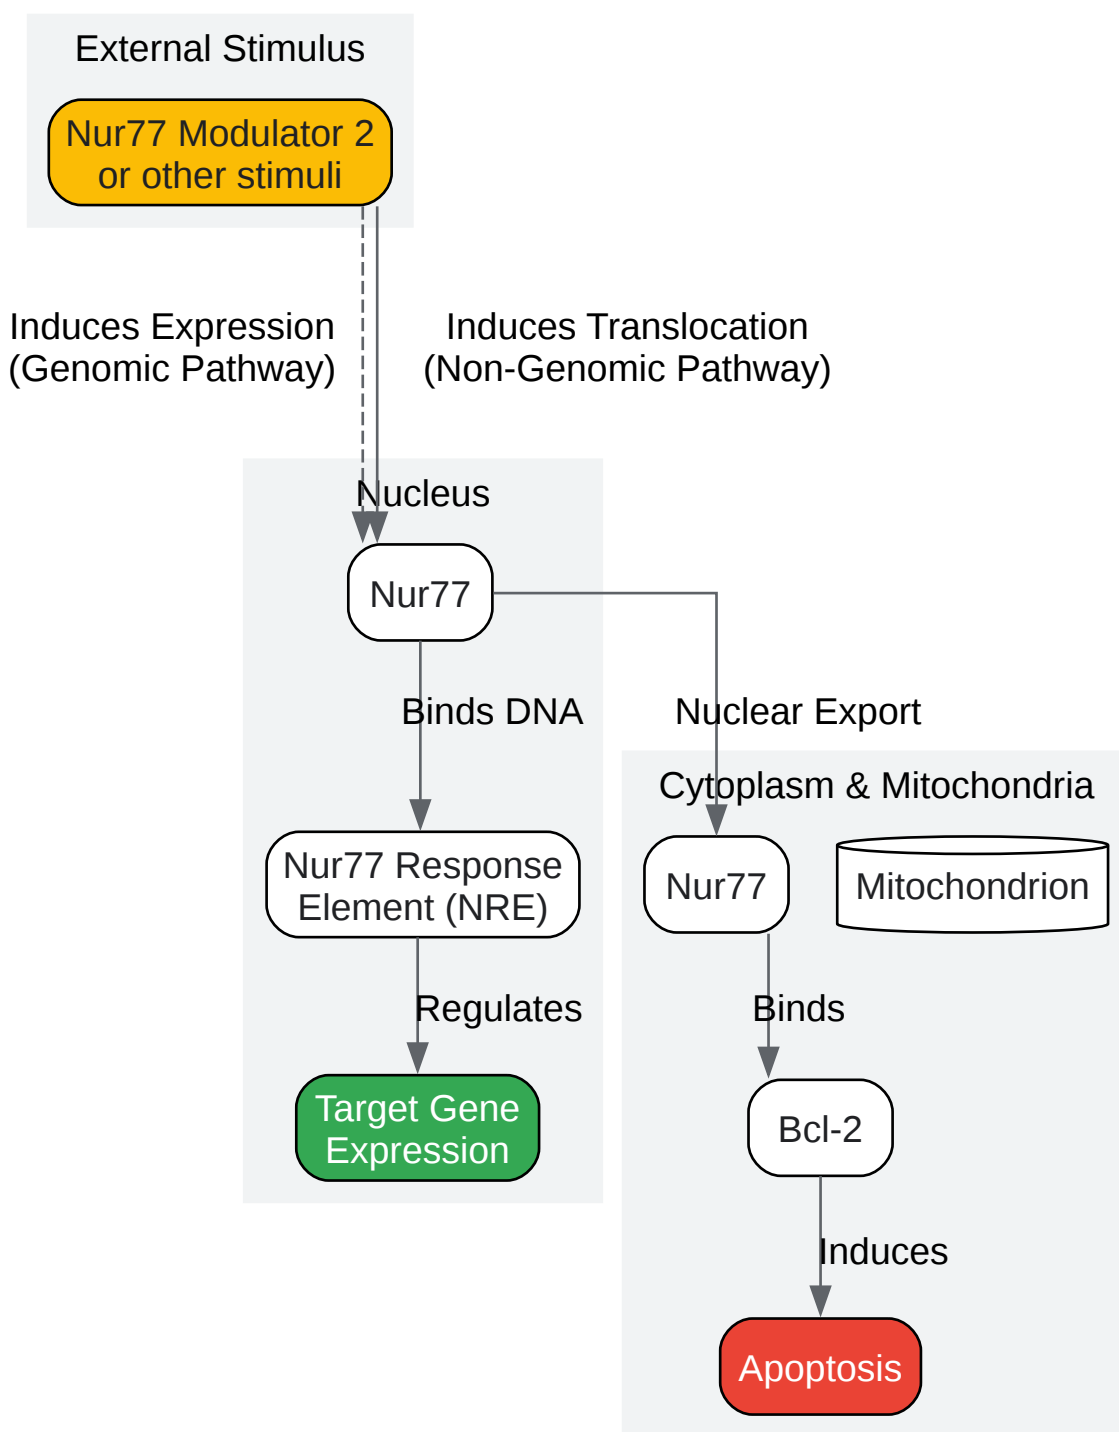 External Stimulus
Nur77 Modulator 2
or other stimuli
Induces Expression
(Genomic Pathway)
Induces Translocation
(Non-Genomic Pathway)
Nucleus
Nur77
Binds DNA
Nuclear Export
Cytoplasm & Mitochondria
Nur77 Response
Element (NRE)
Nur77
Mitochondrion
Regulates
Binds
Target Gene
Expression
Bcl-2
Induces
Apoptosis